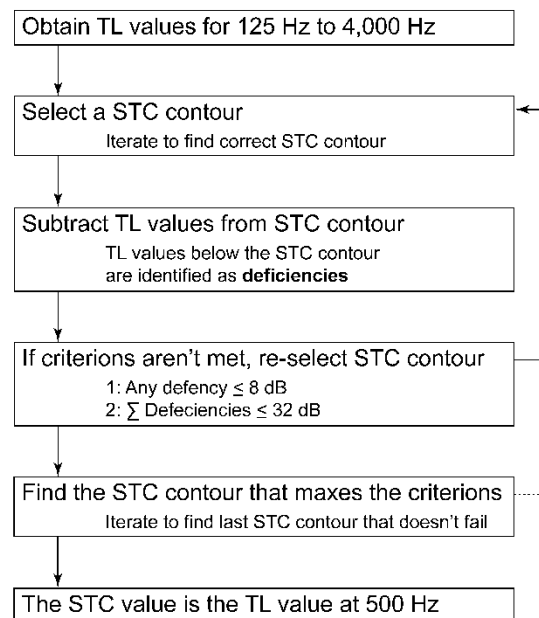 Obtain TL values for 125 Hz to 4,000 Hz
Select a STC contour
Iterate to find correct STC contour
Subtract TL values from STC contour
TL values below the STC contour
are identified as deficiencies
If criterions aren't met, re-select STC contour
1: Any defency ≤ 8 dB
2: ∑ Defeciencies ≤ 32 dB
Find the STC contour that maxes the criterions
Iterate to find last STC contour that doesn't fail
The STC value is the TL value at 500 Hz